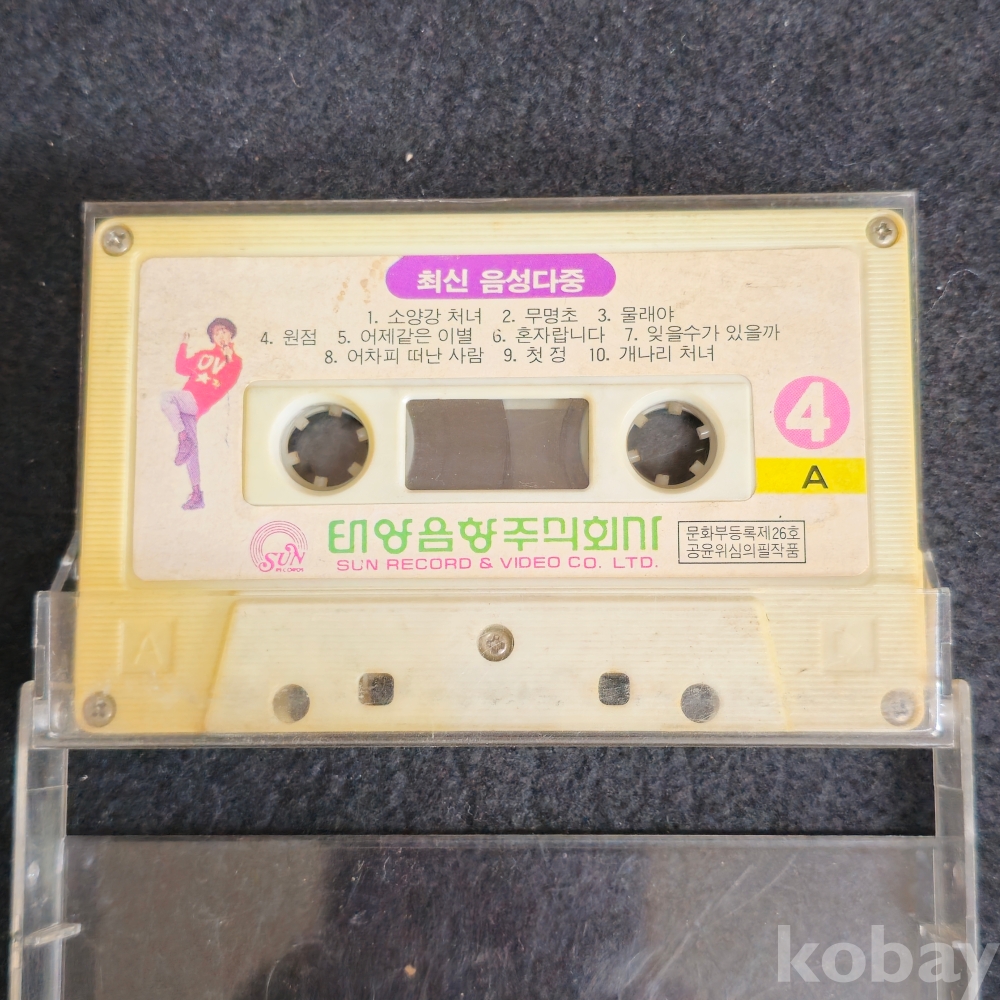 최신 음성다중
1. 소양강 처녀 2. 무명초 3. 물래야
4. 원점 5. 어제같은 이별 6. 혼자랍니다 7. 잊을수가 있을까
8. 어차피 떠난 사람 9. 첫 정 10. 개나리 처녀
OV
4
A
SUN
태양음향주식회사
SUN RECORD & VIDEO CO. LTD.
문화부등록제26호
공윤위심의필작품
A
kobay